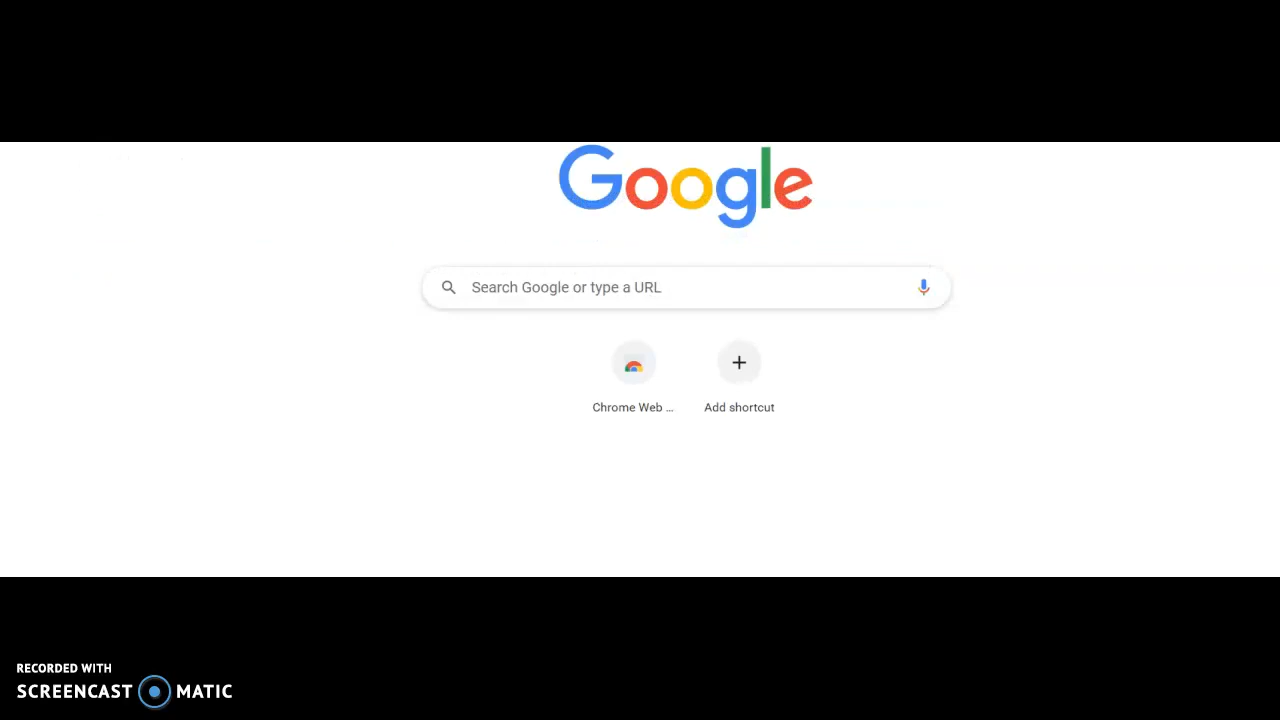 Google
Search Google or type a URL
Chrome Web ...
Add shortcut
RECORDED WITH
SCREENCAST MATIC